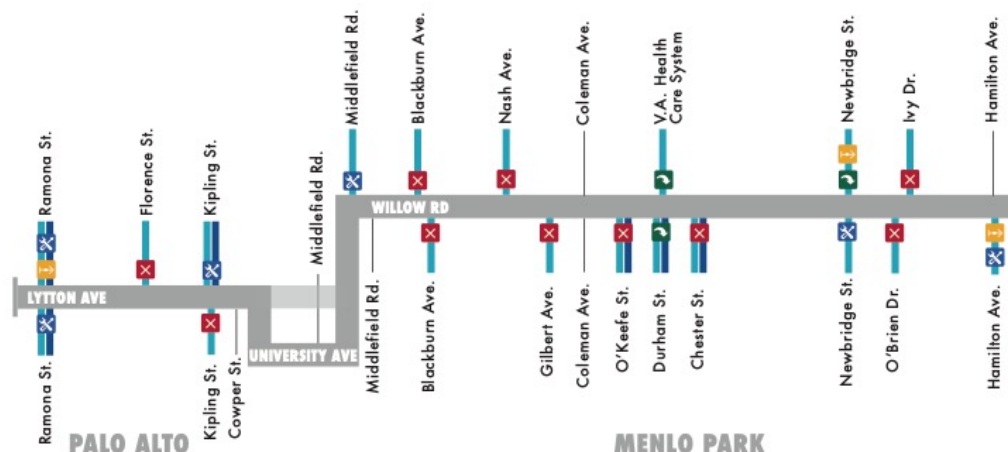 Ramona St.
Florence St.
Kipling St.
Middlefield Rd.
Middlefield Rd.
Blackburn Ave.
Nash Ave.
Coleman Ave.
V.A. Health
Care System
Newbridge St.
Ivy Dr.
Hamilton Ave.
WILLOW RD
LYTTON AVE
UNIVERSITY AVE
Ramona St.
Kipling St.
Cowper St.
Middlefield Rd.
Blackburn Ave.
Gilbert Ave.
Coleman Ave.
O'Keefe St.
Durham St.
Chester St.
Newbridge St.
O'Brien Dr.
Hamilton Ave.
PALO ALTO
MENLO PARK